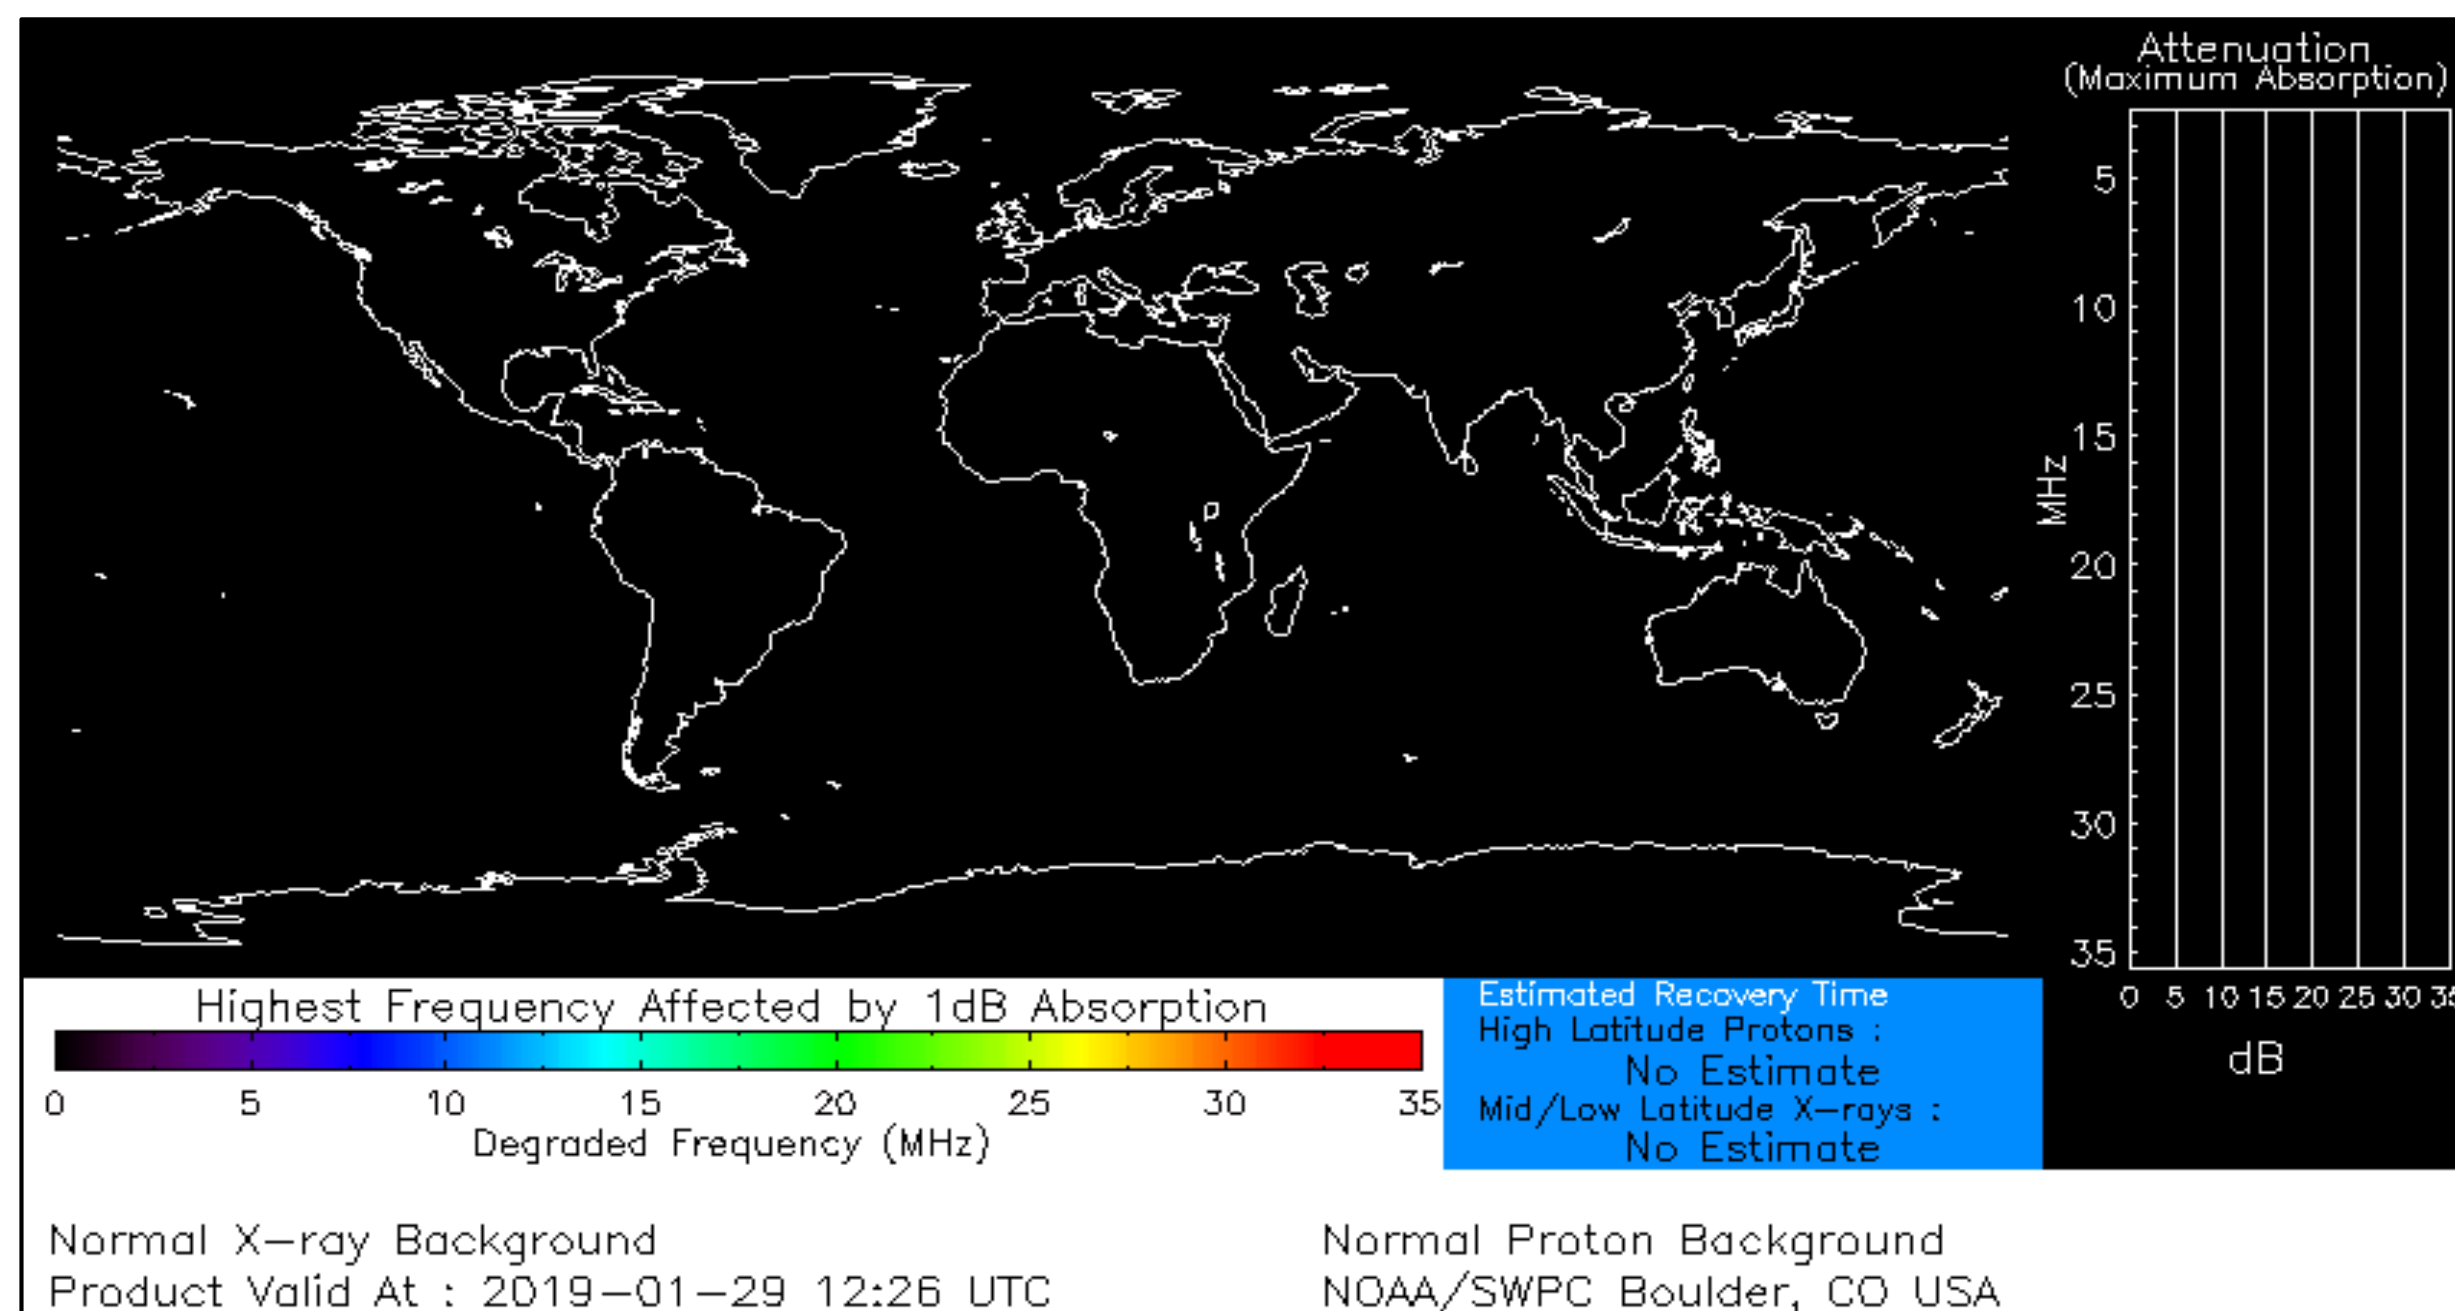 Attenuation
(Maximum Absorption)
5
10
15
20
25
30
35
MHz
0 5 10 15 20 25 30
dB
Highest Frequency Affected by 1dB Absorption
0 5 10 15 20 25 30 35
Degraded Frequency (MHz)
Estimated Recovery Time
High Latitude Protons :
No Estimate
Mid/Low Latitude X-rays :
No Estimate
Normal X-ray Background
Normal Proton Background
Product Valid At : 2019-01-29 12:26 UTC
NOAA/SWPC Boulder, CO USA